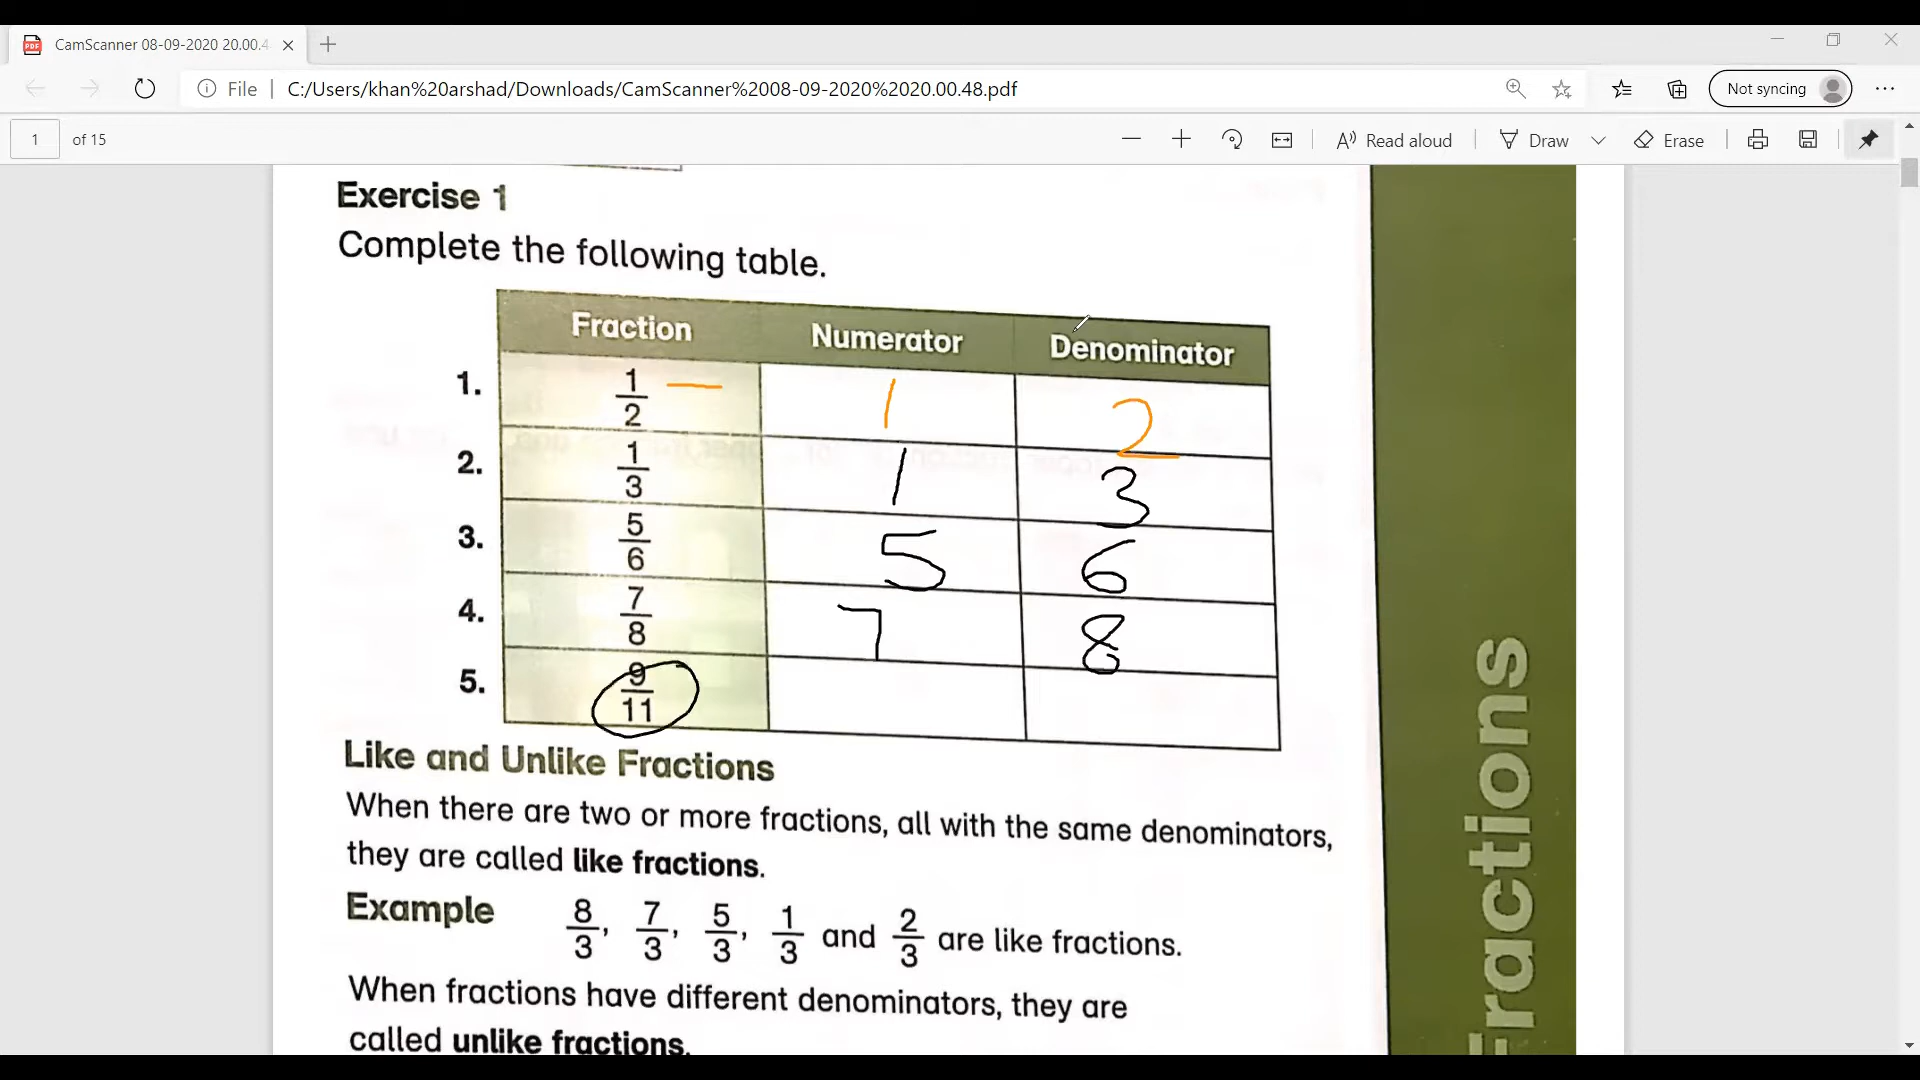 CamScanner 08-09-2020 20.00.4
File | C:/Users/khan%20arshad/Downloads/CamScanner%2008-09-2020%2020.00.48.pdf
Not syncing
1 of 15
Read aloud
Draw
Erase
Exercise 1
Complete the following table.
Fraction Numerator Denominator
1. 1/2 — 1 2
2. 1/3 1 3
3. 5/6 5 6
4. 7/8 7 8
5. 9/11
Like and Unlike Fractions
When there are two or more fractions, all with the same denominators,
they are called like fractions.
Example 8/3, 7/3, 5/3, 1/3 and 2/3 are like fractions.
When fractions have different denominators, they are
called unlike fractions.
Fractions